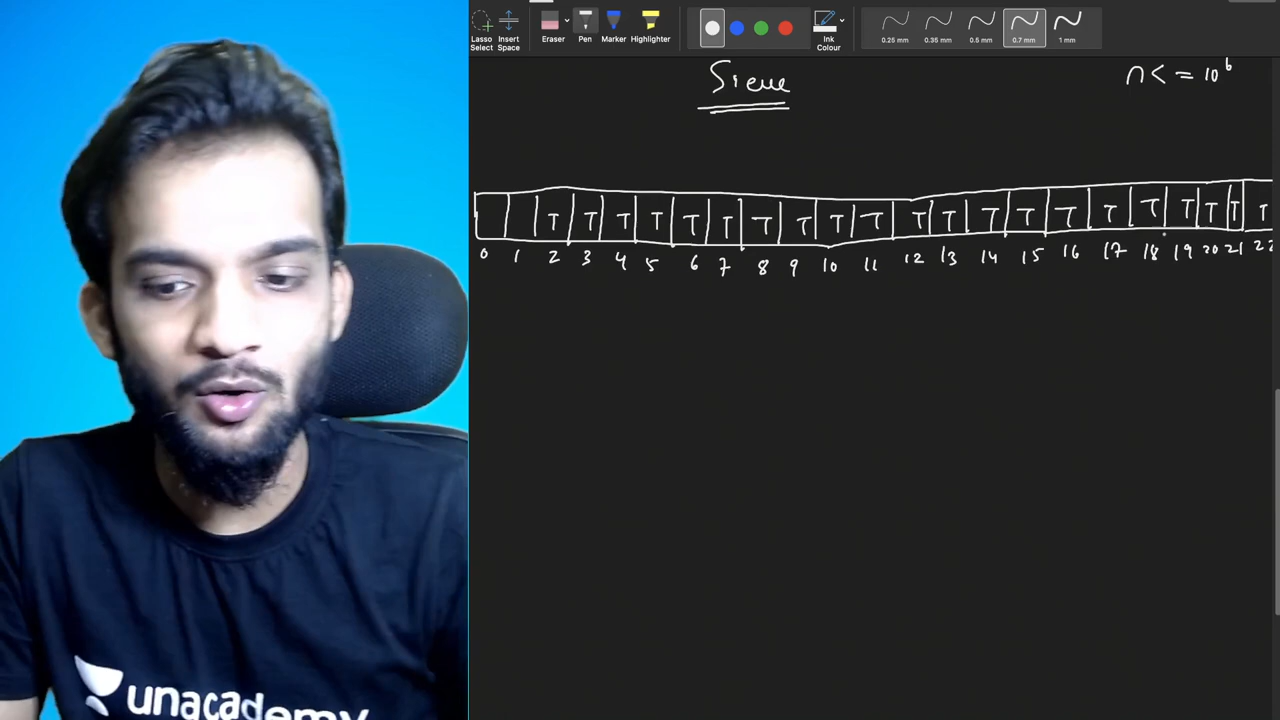 Lasso Select
Insert Space
Eraser
Pen
Marker
Highlighter
Ink Colour
0.25 mm
0.35 mm
0.5 mm
0.7 mm
1 mm
Sieve
n <= 10^6
T T T T T T T T T T T T T T T T T T T T T
0 1 2 3 4 5 6 7 8 9 10 11 12 13 14 15 16 17 18 19 20 21 22
unacademy